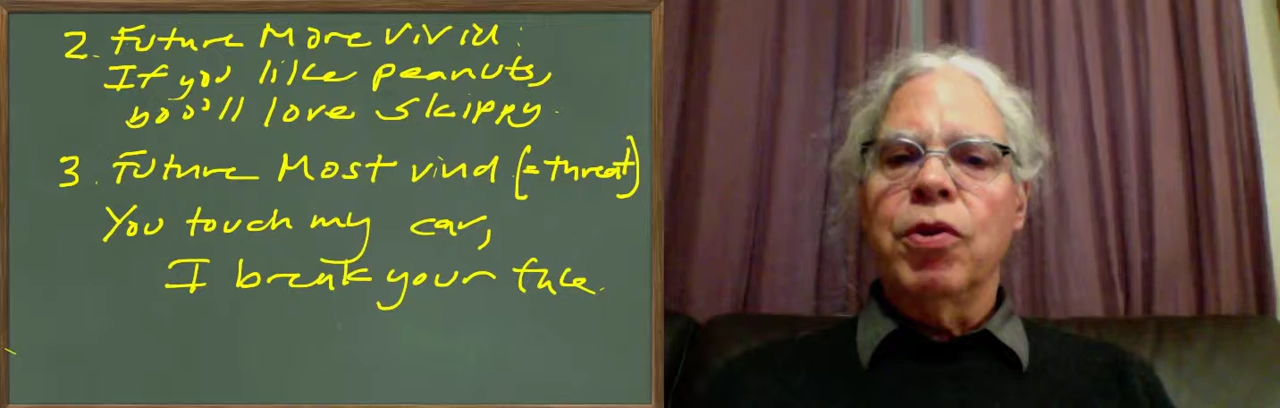 2. Future More vivid:
If you like peanuts,
you'll love skippy.
3. Future Most vivid (=threat)
You touch my car,
I break your face.